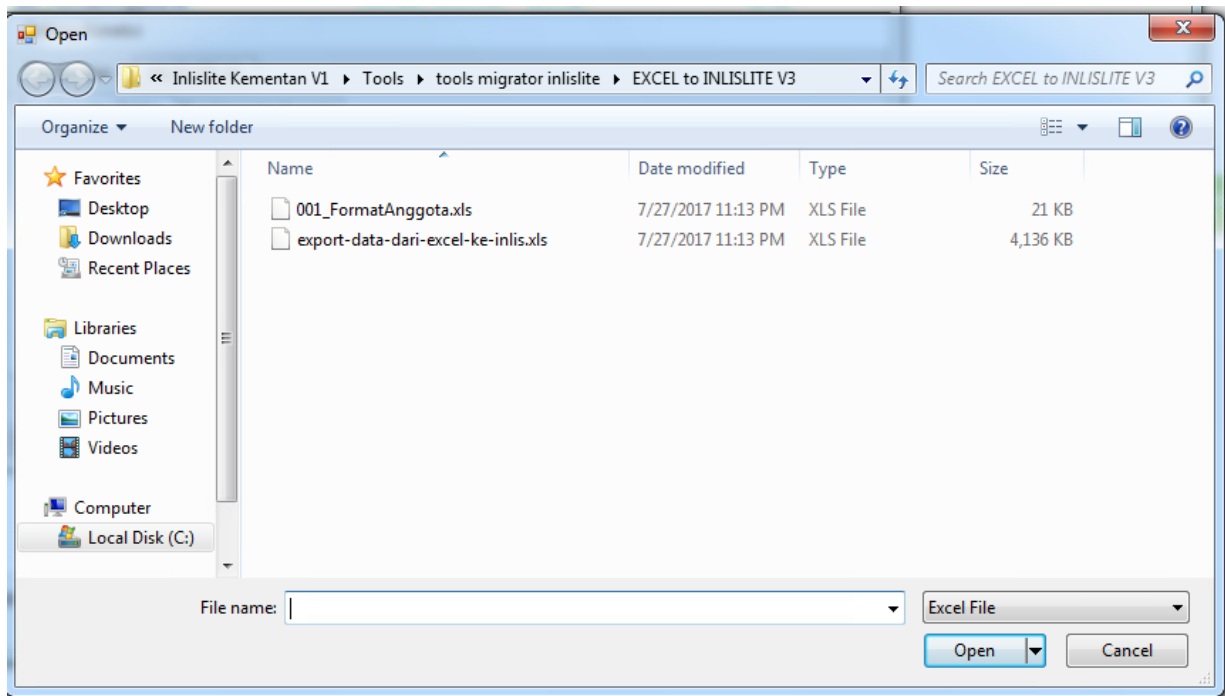 Open
« Inlislite Kementan V1 ▸ Tools ▸ tools migrator inlislite ▸ EXCEL to INLISLITE V3
Search EXCEL to INLISLITE V3
Organize ▾ New folder
Favorites
Desktop
Downloads
Recent Places
Libraries
Documents
Music
Pictures
Videos
Computer
Local Disk (C:)
Name Date modified Type Size
001_FormatAnggota.xls 7/27/2017 11:13 PM XLS File 21 KB
export-data-dari-excel-ke-inlis.xls 7/27/2017 11:13 PM XLS File 4,136 KB
File name:
Excel File
Open Cancel